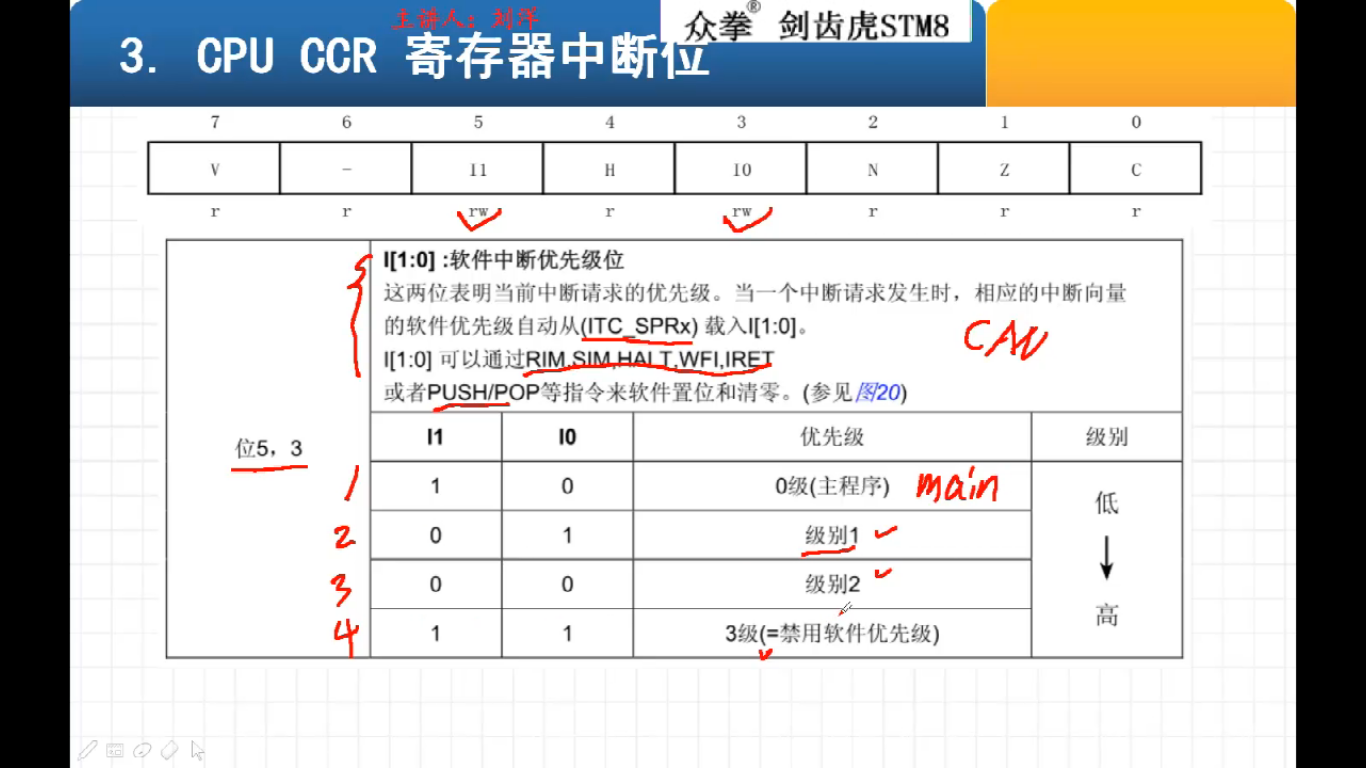 主讲人：刘洋
众拳® 剑齿虎STM8
3. CPU CCR 寄存器中断位
7 6 5 4 3 2 1 0
V - I1 H I0 N Z C
r r rw r rw r r r
I[1:0] :软件中断优先级位
这两位表明当前中断请求的优先级。当一个中断请求发生时，相应的中断向量
的软件优先级自动从(ITC_SPRx) 载入I[1:0]。
CAN
I[1:0] 可以通过RIM,SIM,HALT,WFI,IRET
或者PUSH/POP等指令来软件置位和清零。(参见图20)
位5，3
I1 I0 优先级 级别
1 1 0 0级(主程序) main 低
2 0 1 级别1
3 0 0 级别2 高
4 1 1 3级(=禁用软件优先级)